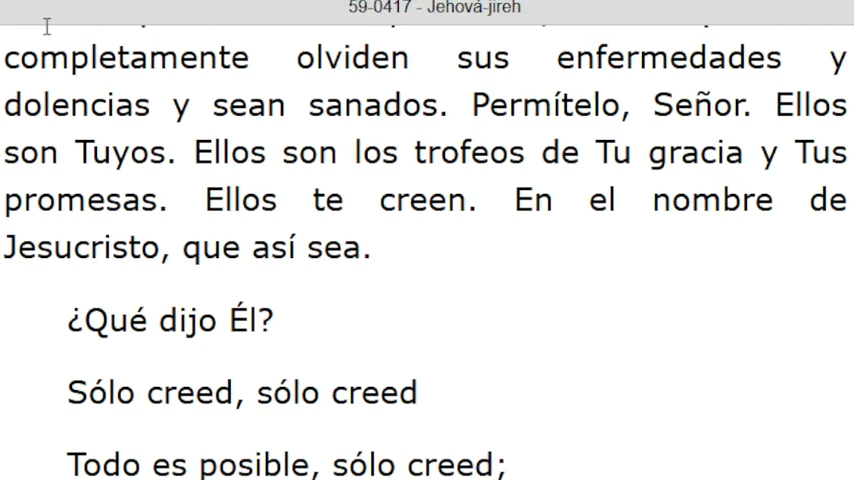 59-0417 - Jehová-jireh
completamente olviden sus enfermedades y
dolencias y sean sanados. Permítelo, Señor. Ellos
son Tuyos. Ellos son los trofeos de Tu gracia y Tus
promesas. Ellos te creen. En el nombre de
Jesucristo, que así sea.
¿Qué dijo Él?
Sólo creed, sólo creed
Todo es posible, sólo creed;